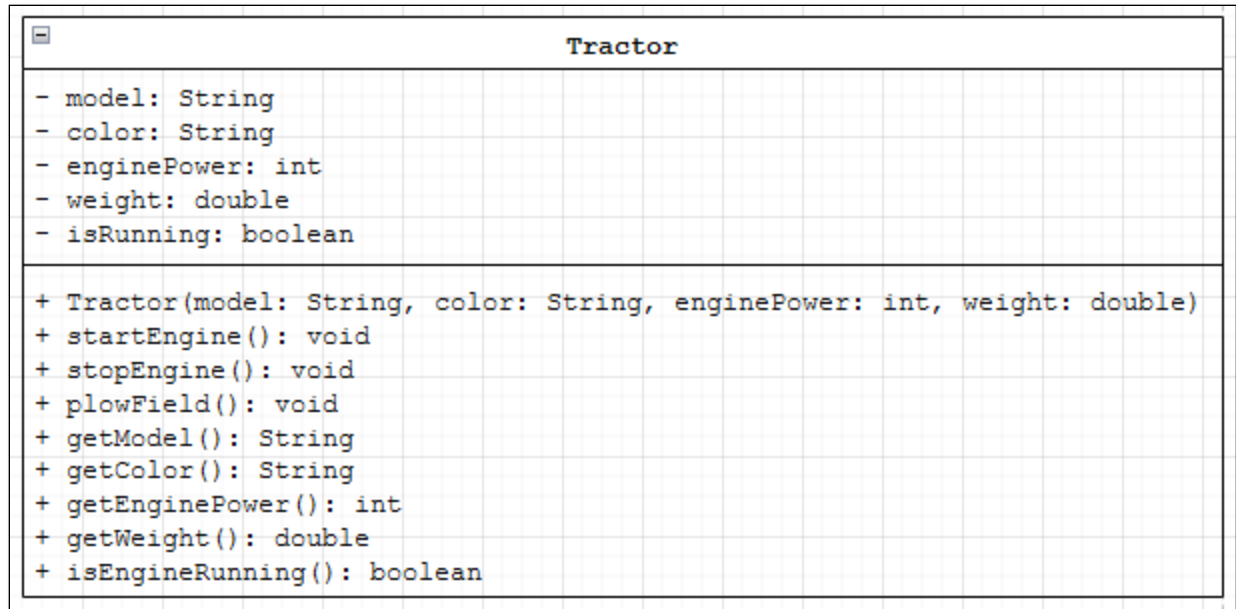 Tractor
- model: String
- color: String
- enginePower: int
- weight: double
- isRunning: boolean
+ Tractor(model: String, color: String, enginePower: int, weight: double)
+ startEngine(): void
+ stopEngine(): void
+ plowField(): void
+ getModel(): String
+ getColor(): String
+ getEnginePower(): int
+ getWeight(): double
+ isEngineRunning(): boolean